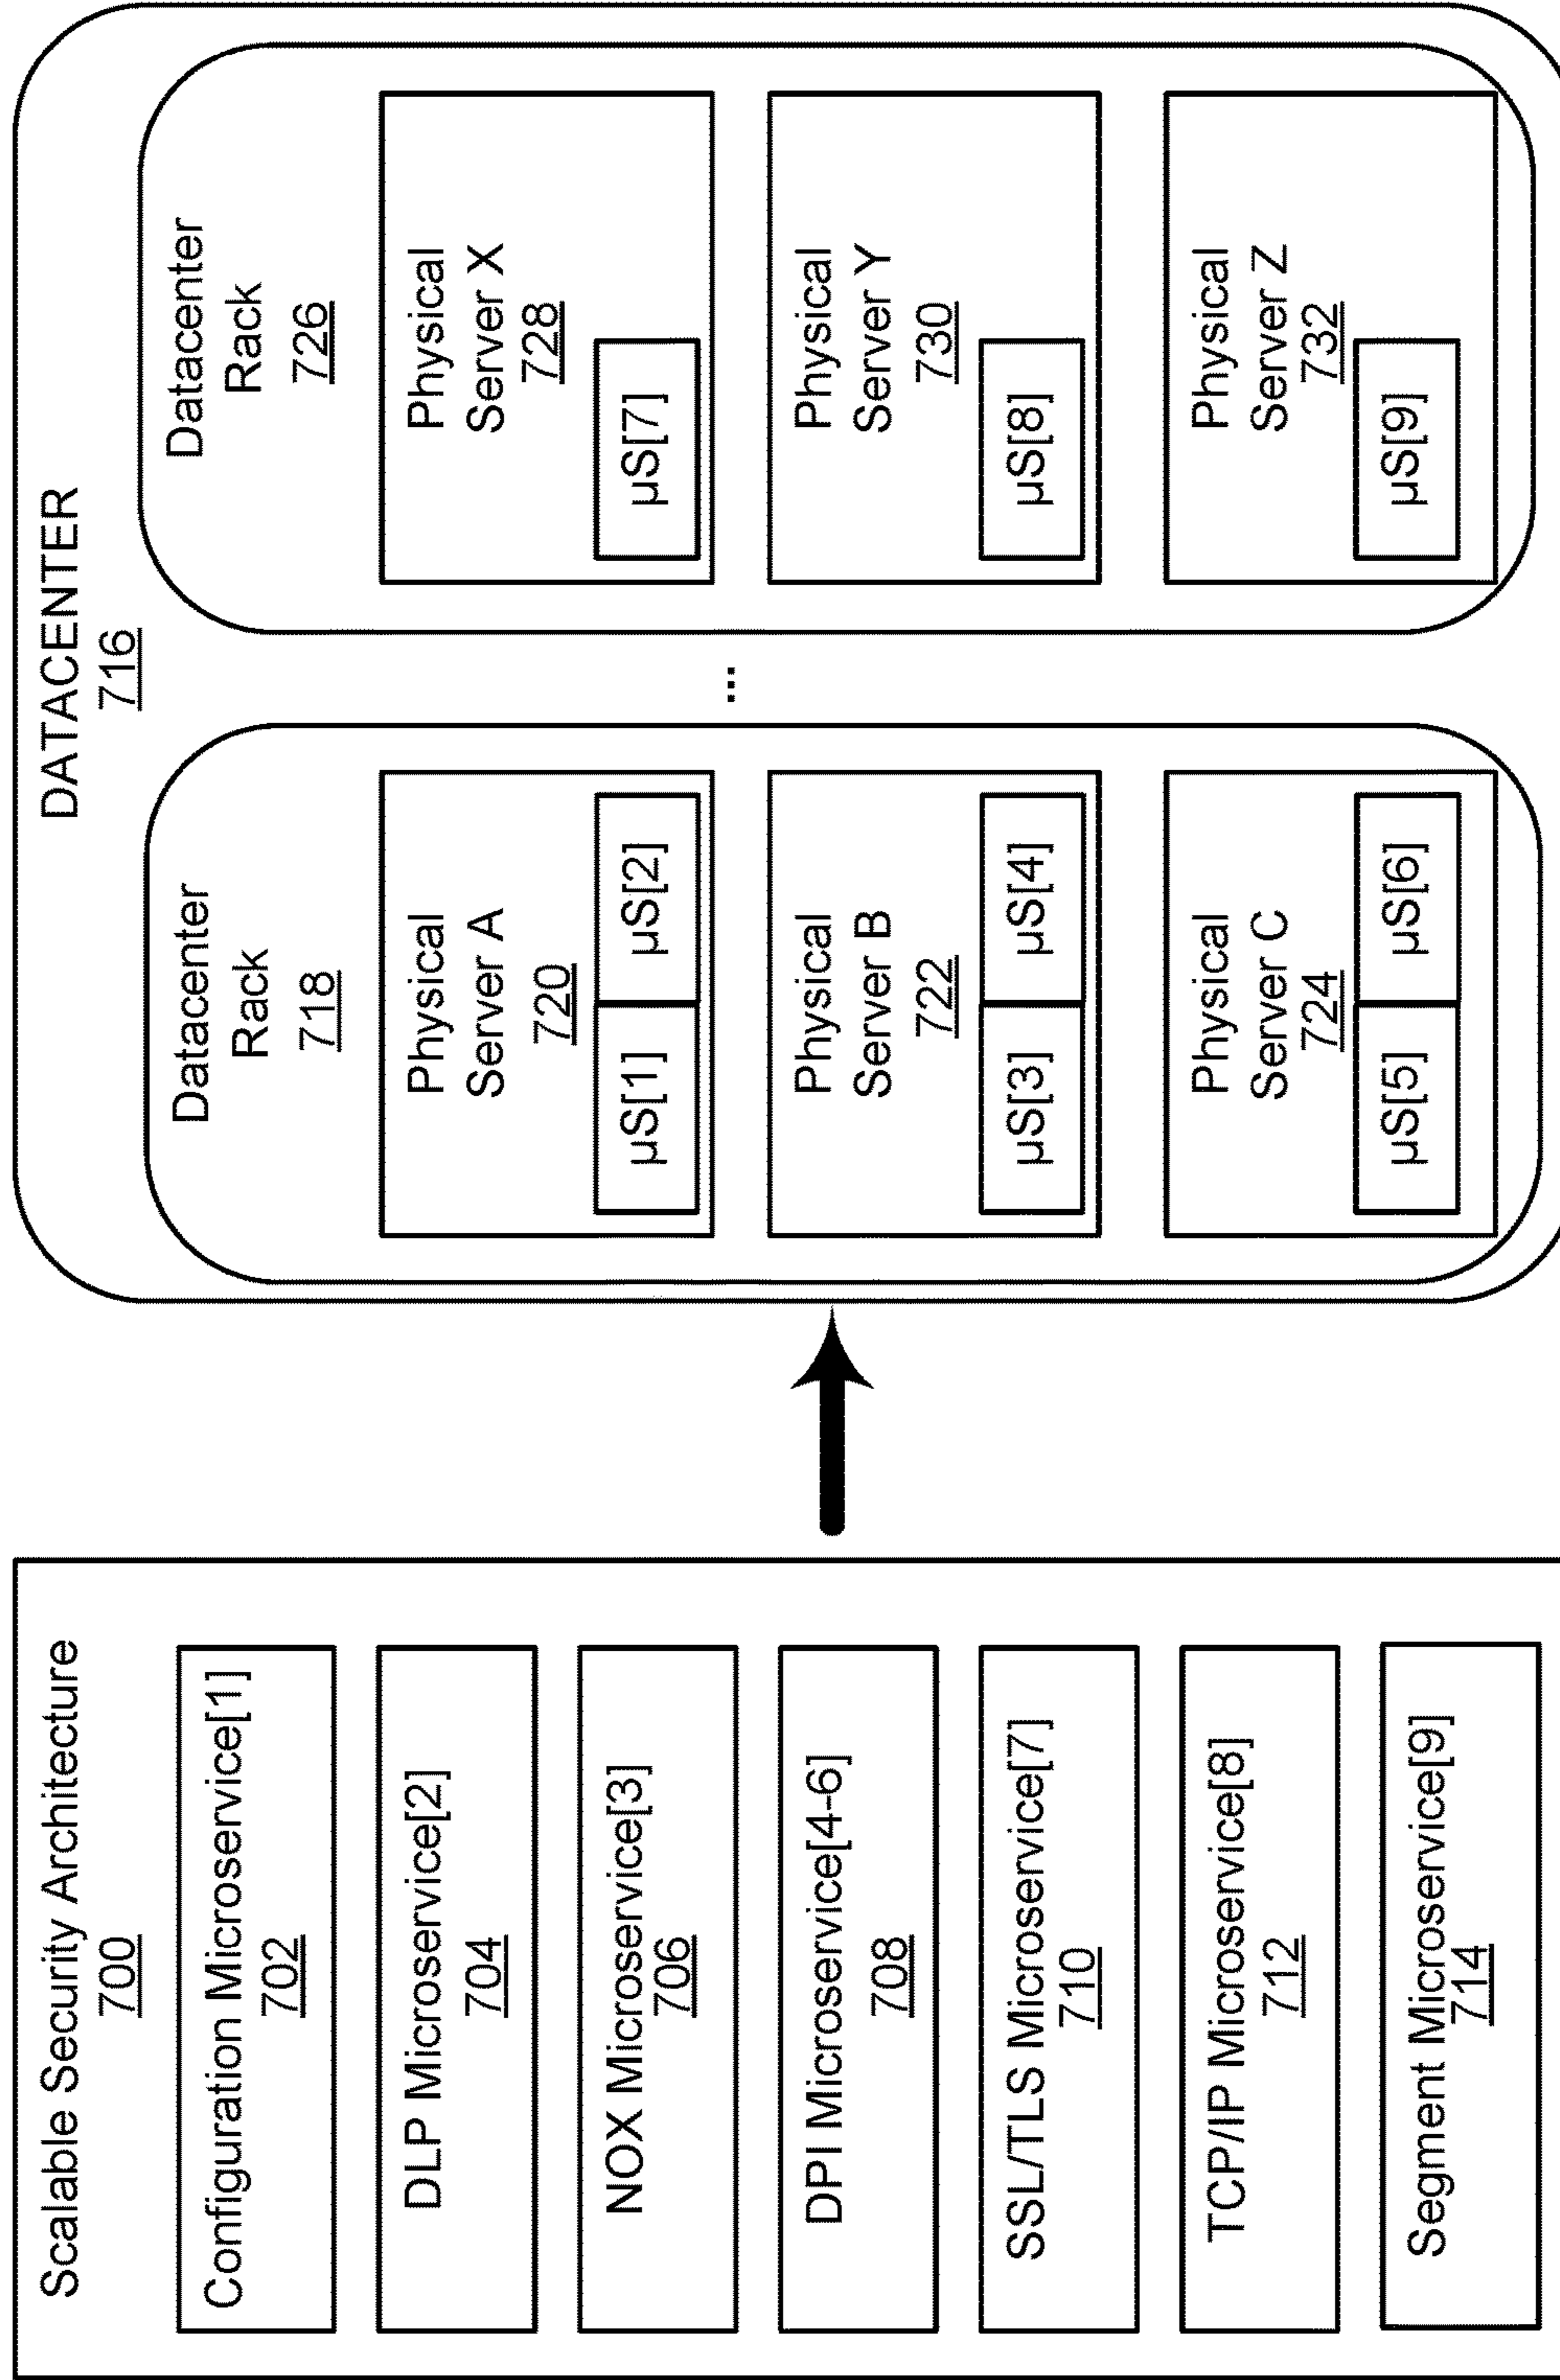 Scalable Security Architecture
700
Configuration Microservice[1]
702
DLP Microservice[2]
704
NOX Microservice[3]
706
DPI Microservice[4-6]
708
SSL/TLS Microservice[7]
710
TCP/IP Microservice[8]
712
Segment Microservice[9]
714
DATACENTER
716
Datacenter
Rack
718
Physical
Server A
720
µS[1]
µS[2]
Physical
Server B
722
µS[3]
µS[4]
Physical
Server C
724
µS[5]
µS[6]
...
Datacenter
Rack
726
Physical
Server X
728
µS[7]
Physical
Server Y
730
µS[8]
Physical
Server Z
732
µS[9]